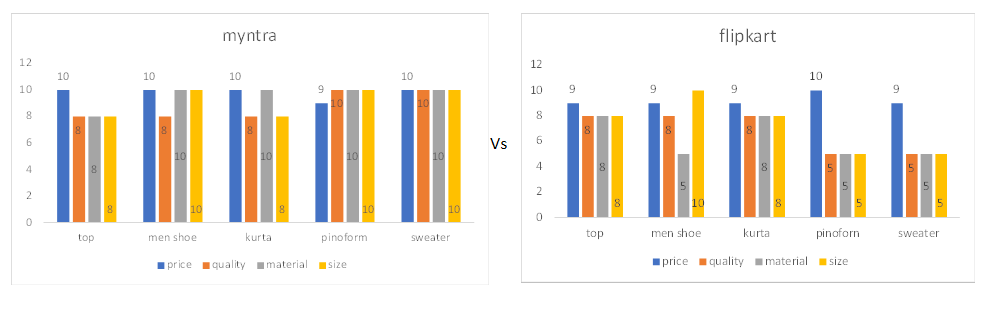 myntra
12
10
8
6
4
2
0
10 8 8 8
10 8 10 10
10 8 10 8
9 10 10 10
10 10 10 10
top men shoe kurta pinoform sweater
price quality material size
Vs
flipkart
12
10
8
6
4
2
0
9 8 8 8
9 8 5 10
9 8 8 8
10 5 5 5
9 5 5 5
top men shoe kurta pinoforn sweater
price quality material size